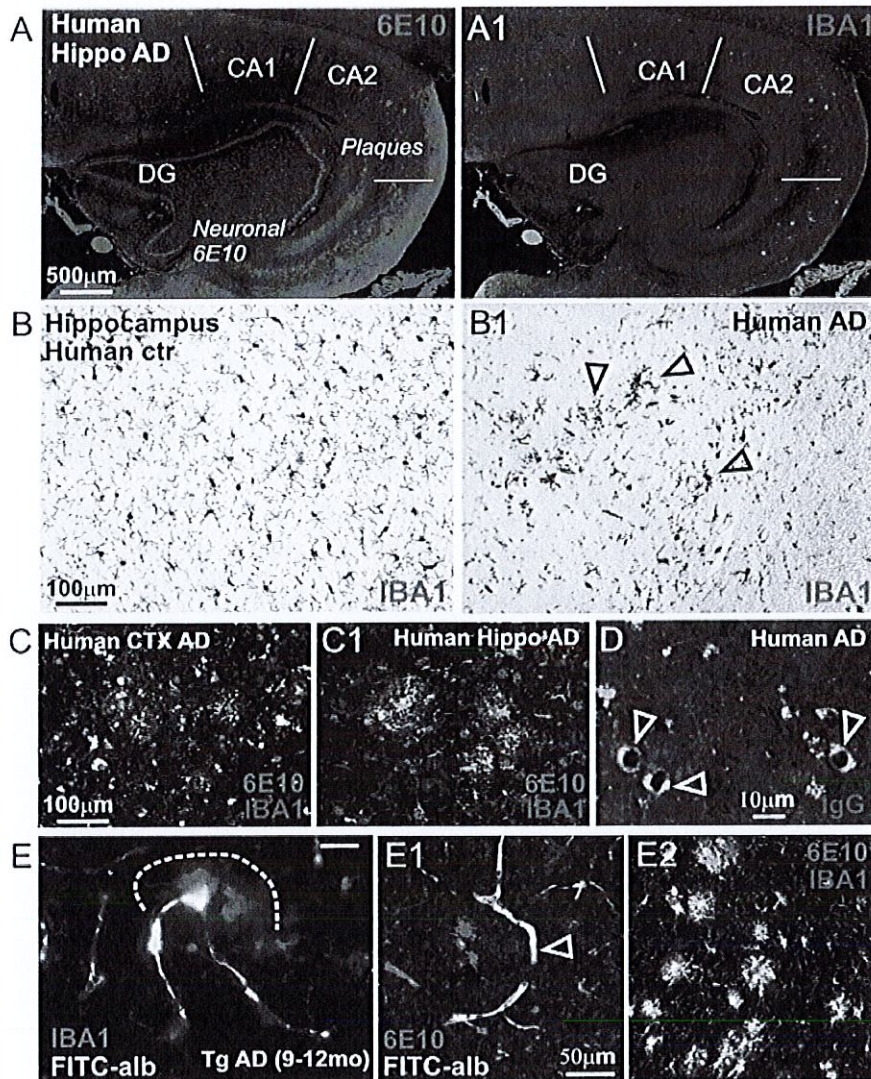 A
Human
Hippo AD
6E10
CA1
CA2
Plaques
DG
Neuronal
6E10
500µm
A1
IBA1
CA1
CA2
DG
B
Hippocampus
Human ctr
100µm
IBA1
B1
Human AD
IBA1
C
Human CTX AD
6E10
IBA1
100µm
C1
Human Hippo AD
6E10
IBA1
D
Human AD
10µm
IgG
E
IBA1
FITC-alb
Tg AD (9-12mo)
E1
6E10
FITC-alb
50µm
E2
6E10
IBA1